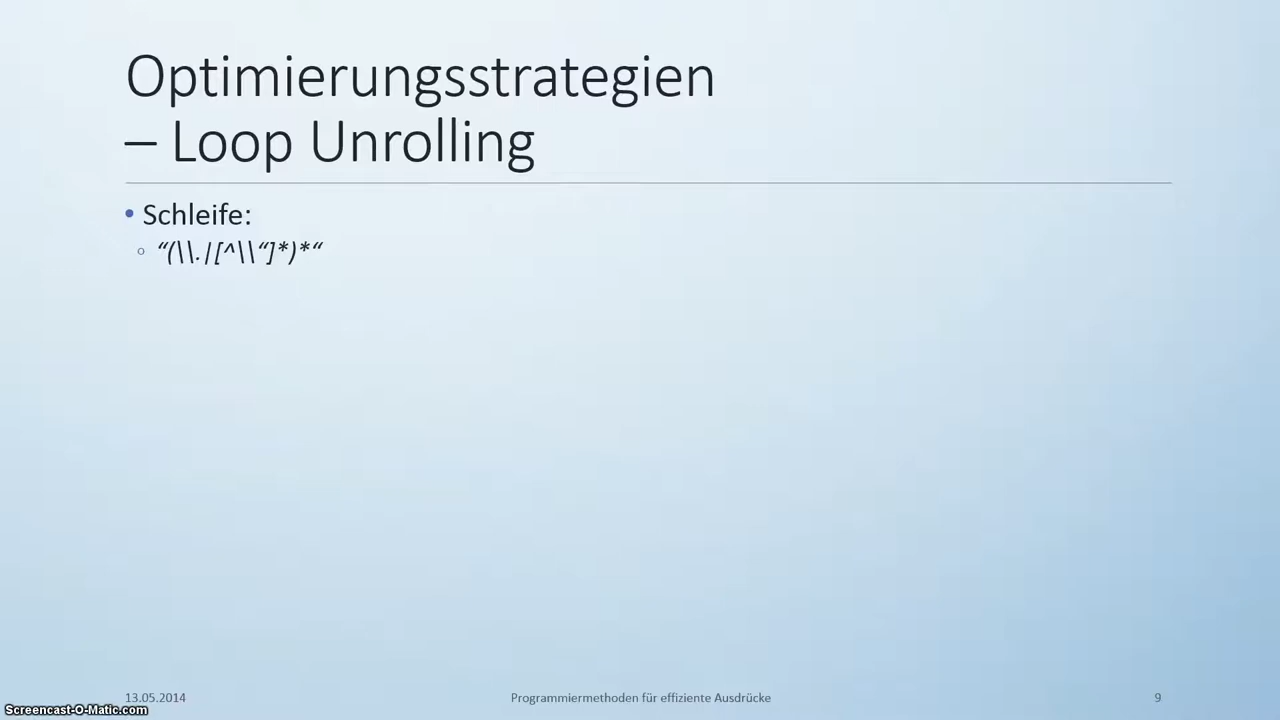 Optimierungsstrategien
– Loop Unrolling
• Schleife:
○ “(\\.|[^\\“]*)*“
13.05.2014
Programmiermethoden für effiziente Ausdrücke
9
Screencast-O-Matic.com